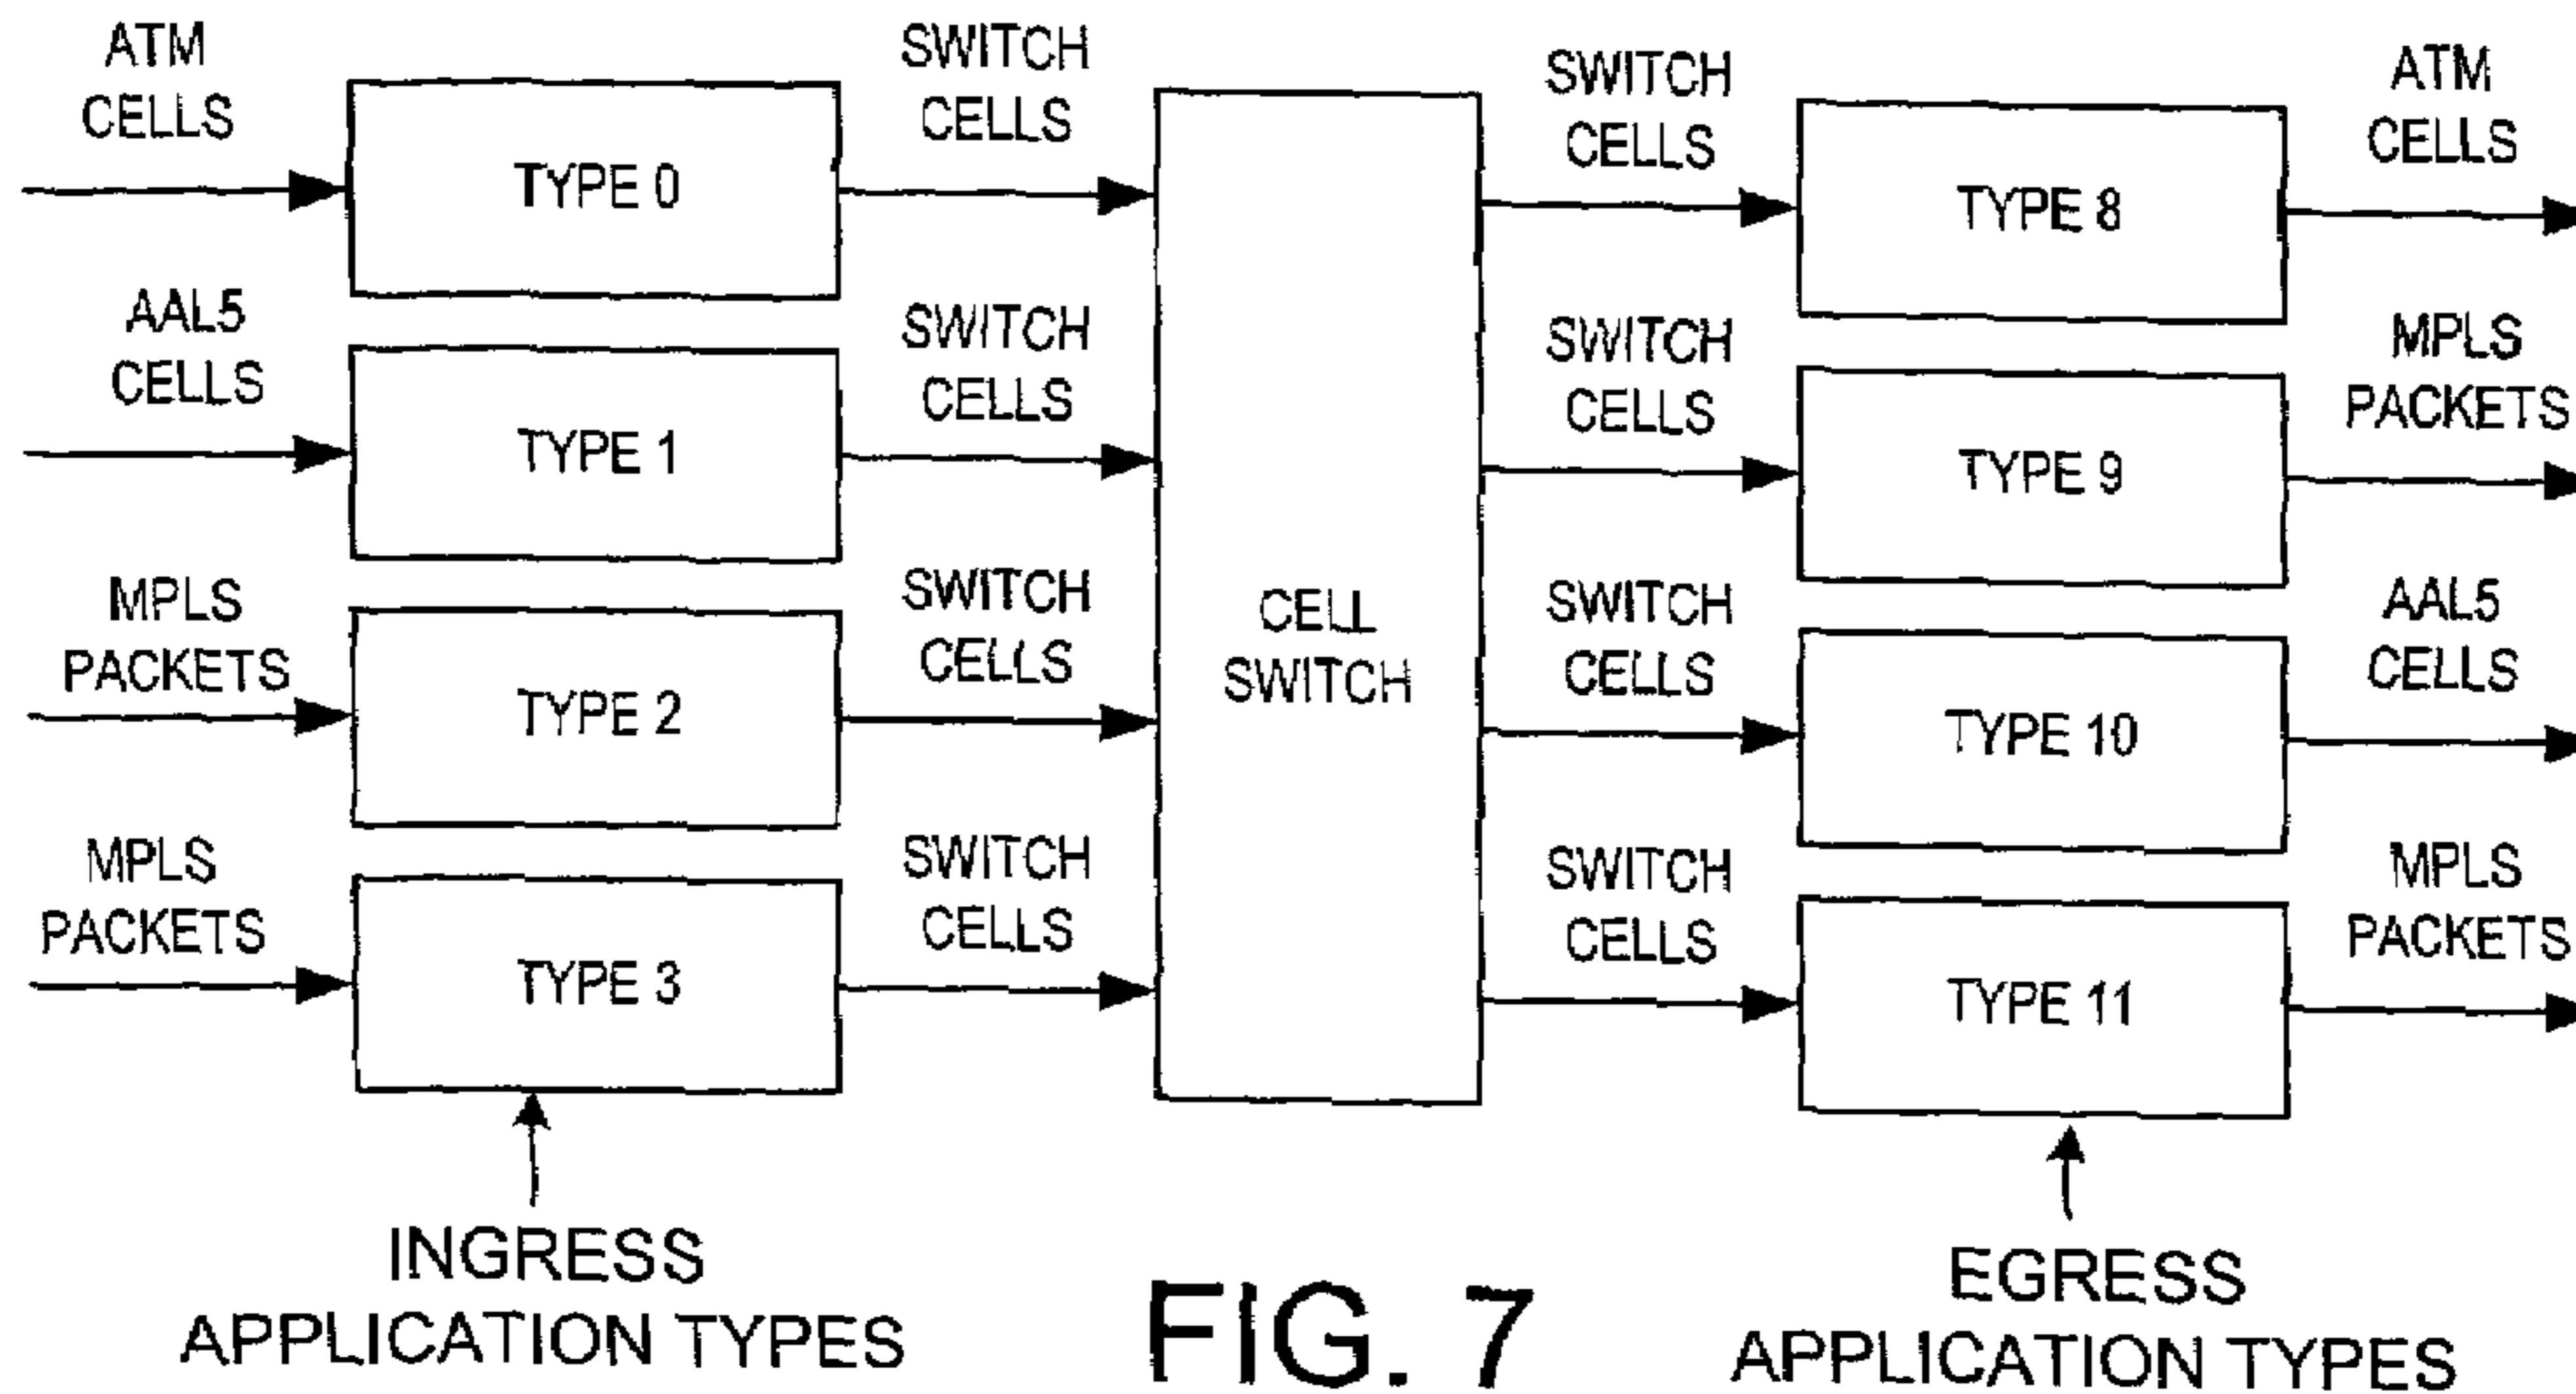 ATM
CELLS
TYPE 0
SWITCH
CELLS
AAL5
CELLS
TYPE 1
SWITCH
CELLS
MPLS
PACKETS
TYPE 2
SWITCH
CELLS
MPLS
PACKETS
TYPE 3
SWITCH
CELLS
INGRESS
APPLICATION TYPES
CELL
SWITCH
SWITCH
CELLS
TYPE 8
ATM
CELLS
SWITCH
CELLS
TYPE 9
MPLS
PACKETS
SWITCH
CELLS
TYPE 10
AAL5
CELLS
SWITCH
CELLS
TYPE 11
MPLS
PACKETS
EGRESS
APPLICATION TYPES
FIG. 7